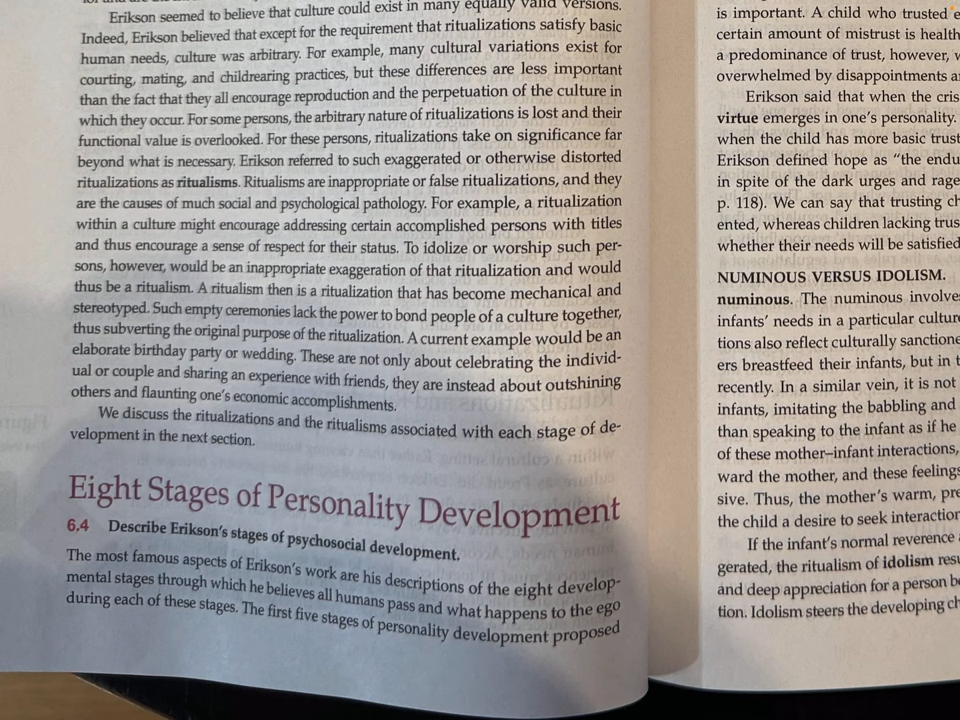 Erikson seemed to believe that culture could exist in many equally valid versions.
Indeed, Erikson believed that except for the requirement that ritualizations satisfy basic
human needs, culture was arbitrary. For example, many cultural variations exist for
courting, mating, and childrearing practices, but these differences are less important
than the fact that they all encourage reproduction and the perpetuation of the culture in
which they occur. For some persons, the arbitrary nature of ritualizations is lost and their
functional value is overlooked. For these persons, ritualizations take on significance far
beyond what is necessary. Erikson referred to such exaggerated or otherwise distorted
ritualizations as ritualisms. Ritualisms are inappropriate or false ritualizations, and they
are the causes of much social and psychological pathology. For example, a ritualization
within a culture might encourage addressing certain accomplished persons with titles
and thus encourage a sense of respect for their status. To idolize or worship such per-
sons, however, would be an inappropriate exaggeration of that ritualization and would
thus be a ritualism. A ritualism then is a ritualization that has become mechanical and
stereotyped. Such empty ceremonies lack the power to bond people of a culture together,
thus subverting the original purpose of the ritualization. A current example would be an
elaborate birthday party or wedding. These are not only about celebrating the individ-
ual or couple and sharing an experience with friends, they are instead about outshining
others and flaunting one's economic accomplishments.
We discuss the ritualizations and the ritualisms associated with each stage of de-
velopment in the next section.
Eight Stages of Personality Development
6.4 Describe Erikson's stages of psychosocial development.
The most famous aspects of Erikson's work are his descriptions of the eight develop-
mental stages through which he believes all humans pass and what happens to the ego
during each of these stages. The first five stages of personality development proposed
is important. A child who trusted
certain amount of mistrust is health
a predominance of trust, however,
overwhelmed by disappointments
Erikson said that when the cris
virtue emerges in one's personality.
when the child has more basic trust
Erikson defined hope as "the endu
in spite of the dark urges and rage
p. 118). We can say that trusting ch
ented, whereas children lacking trus
whether their needs will be satisfied
NUMINOUS VERSUS IDOLISM.
numinous. The numinous involve
infants' needs in a particular cultur
tions also reflect culturally sanctione
ers breastfeed their infants, but in t
recently. In a similar vein, it is not
infants, imitating the babbling and
than speaking to the infant as if he
of these mother–infant interactions,
ward the mother, and these feelings
sive. Thus, the mother's warm, pre
the child a desire to seek interaction
If the infant's normal reverence
gerated, the ritualism of idolism resu
and deep appreciation for a person be
tion. Idolism steers the developing ch